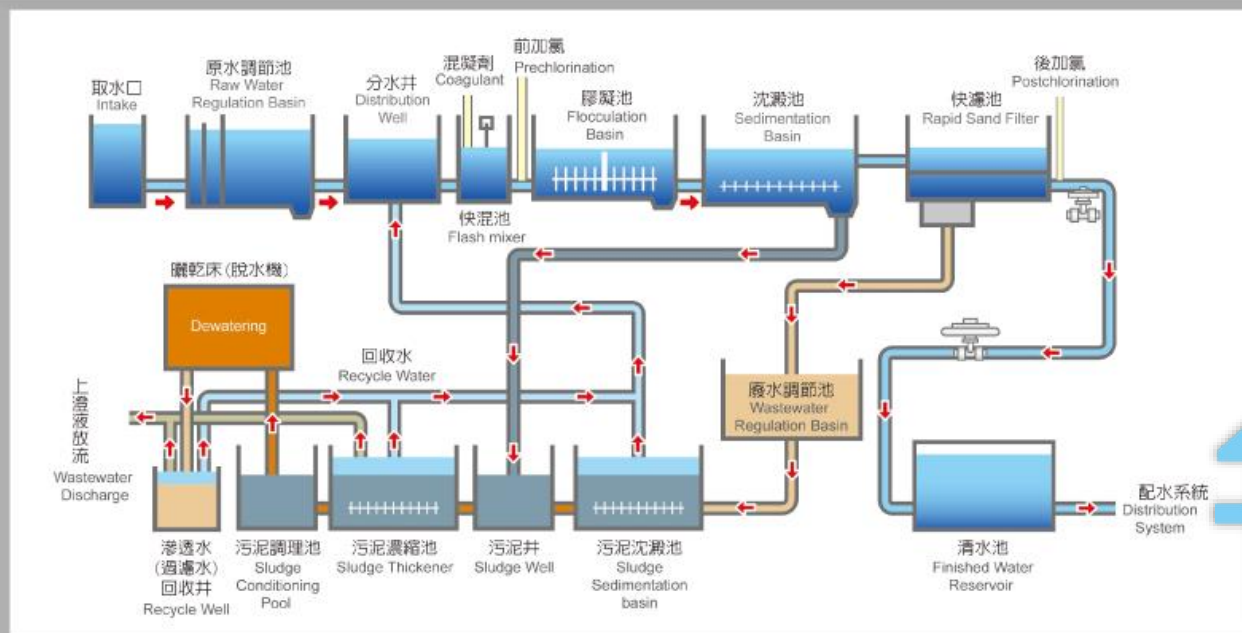 取水口
Intake
原水調節池
Raw Water
Regulation Basin
分水井
Distribution
Well
混凝劑
Coagulant
前加氯
Prechlorination
膠凝池
Flocculation
Basin
沈澱池
Sedimentation
Basin
快濾池
Rapid Sand Filter
後加氯
Postchlorination
快混池
Flash mixer
曬乾床(脫水機)
Dewatering
回收水
Recycle Water
上澄液放流
Wastewater
Discharge
廢水調節池
Wastewater
Regulation Basin
滲透水
(過濾水)
回收井
Recycle Well
污泥調理池
Sludge
Conditioning
Pool
污泥濃縮池
Sludge Thickener
污泥井
Sludge Well
污泥沈澱池
Sludge
Sedimentation
basin
清水池
Finished Water
Reservoir
配水系統
Distribution
System